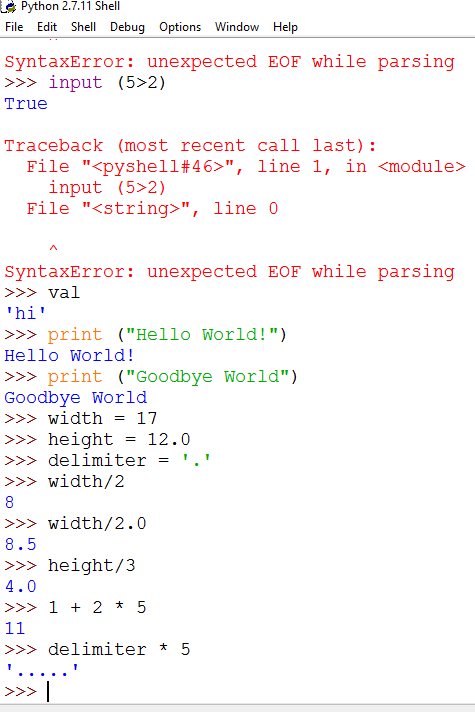 Python 2.7.11 Shell
File Edit Shell Debug Options Window Help
SyntaxError: unexpected EOF while parsing
>>> input (5>2)
True
Traceback (most recent call last):
  File "<pyshell#46>", line 1, in <module>
    input (5>2)
  File "<string>", line 0
    ^
SyntaxError: unexpected EOF while parsing
>>> val
'hi'
>>> print ("Hello World!")
Hello World!
>>> print ("Goodbye World")
Goodbye World
>>> width = 17
>>> height = 12.0
>>> delimiter = '.'
>>> width/2
8
>>> width/2.0
8.5
>>> height/3
4.0
>>> 1 + 2 * 5
11
>>> delimiter * 5
'.....'
>>>